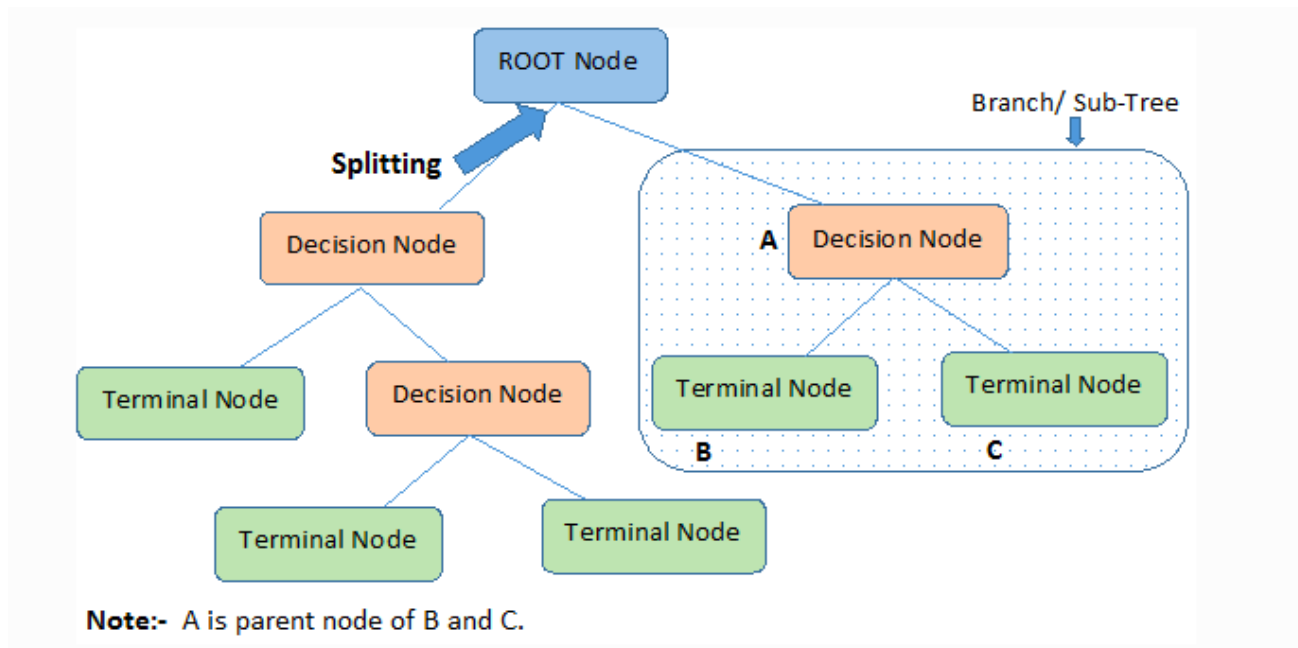 ROOT Node
Branch/ Sub-Tree
Splitting
Decision Node
A
Decision Node
Terminal Node
Decision Node
Terminal Node
Terminal Node
B
C
Terminal Node
Terminal Node
Note:- A is parent node of B and C.